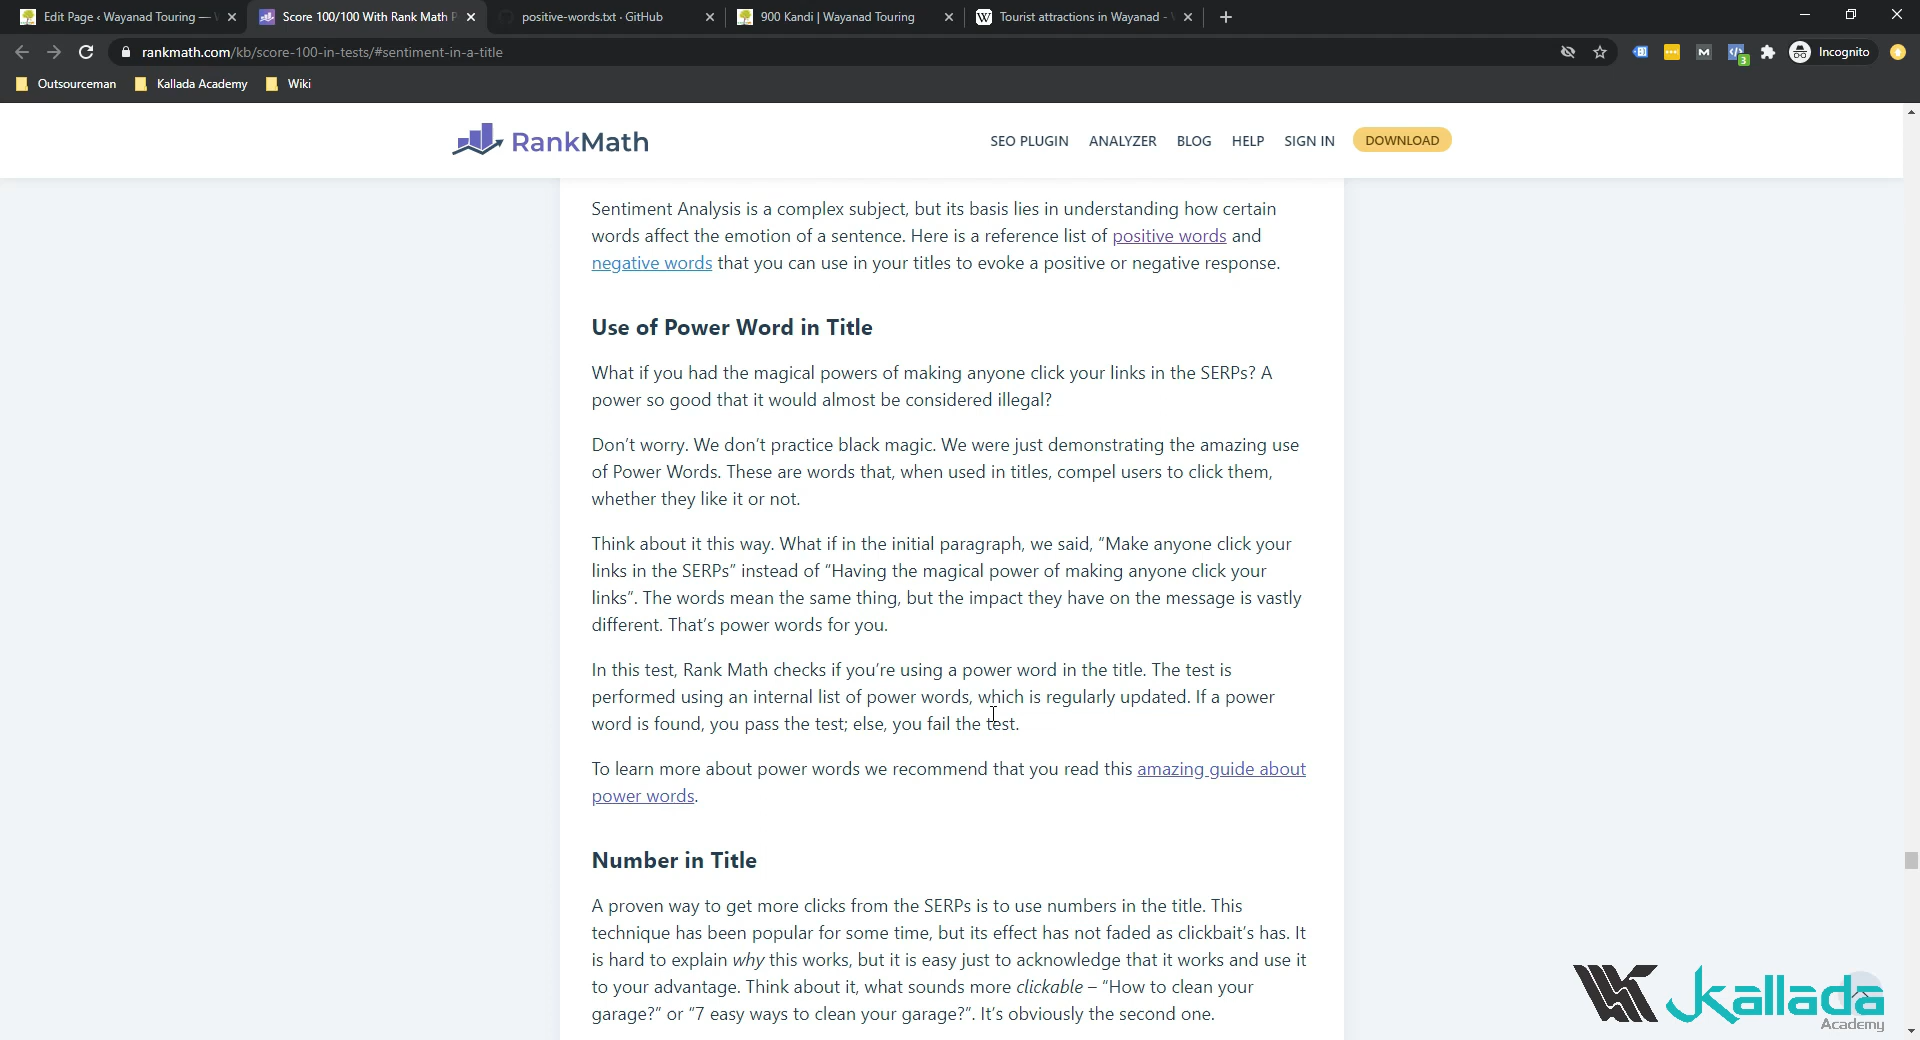 Edit Page ‹ Wayanad Touring —
Score 100/100 With Rank Math P
positive-words.txt · GitHub
900 Kandi | Wayanad Touring
Tourist attractions in Wayanad -
rankmath.com/kb/score-100-in-tests/#sentiment-in-a-title
3
Incognito
Outsourceman
Kallada Academy
Wiki
RankMath
SEO PLUGIN
ANALYZER
BLOG
HELP
SIGN IN
DOWNLOAD
Sentiment Analysis is a complex subject, but its basis lies in understanding how certain
words affect the emotion of a sentence. Here is a reference list of positive words and
negative words that you can use in your titles to evoke a positive or negative response.
Use of Power Word in Title
What if you had the magical powers of making anyone click your links in the SERPs? A
power so good that it would almost be considered illegal?
Don’t worry. We don’t practice black magic. We were just demonstrating the amazing use
of Power Words. These are words that, when used in titles, compel users to click them,
whether they like it or not.
Think about it this way. What if in the initial paragraph, we said, “Make anyone click your
links in the SERPs” instead of “Having the magical power of making anyone click your
links”. The words mean the same thing, but the impact they have on the message is vastly
different. That’s power words for you.
In this test, Rank Math checks if you’re using a power word in the title. The test is
performed using an internal list of power words, which is regularly updated. If a power
word is found, you pass the test; else, you fail the test.
To learn more about power words we recommend that you read this amazing guide about
power words.
Number in Title
A proven way to get more clicks from the SERPs is to use numbers in the title. This
technique has been popular for some time, but its effect has not faded as clickbait’s has. It
is hard to explain why this works, but it is easy just to acknowledge that it works and use it
to your advantage. Think about it, what sounds more clickable – “How to clean your
garage?” or “7 easy ways to clean your garage?”. It’s obviously the second one.
kallada
Academy